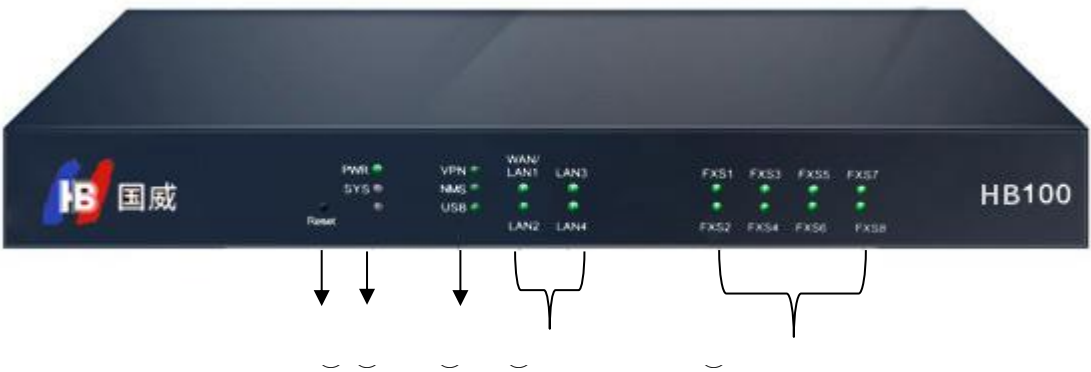 HB 国威
Reset
PWR
SYS
VPN
NMS
USB
WAN/
LAN1 LAN3
LAN2 LAN4
FXS1 FXS3 FXS5 FXS7
FXS2 FXS4 FXS6 FXS8
HB100